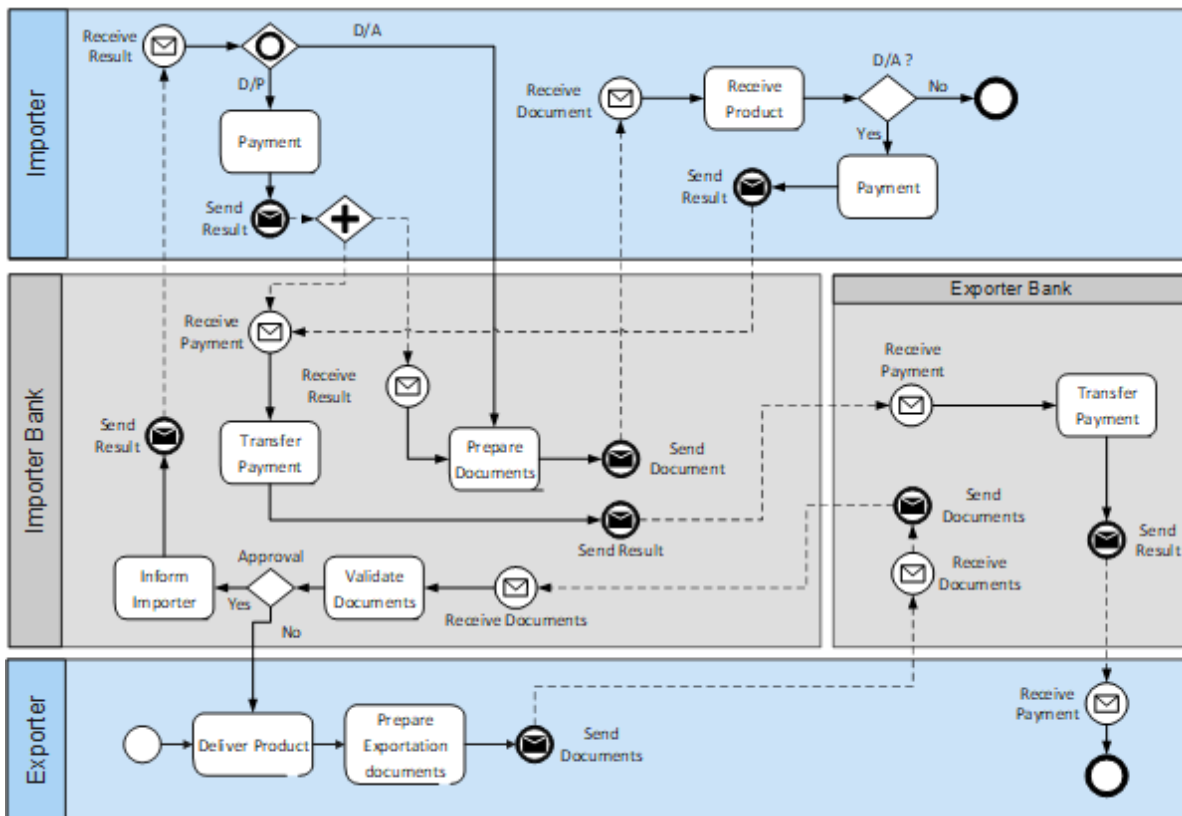 Importer
Receive
Result
D/A
D/P
Payment
Send
Result
Receive
Document
Receive
Product
D/A ?
No
Yes
Payment
Send
Result
Importer Bank
Receive
Payment
Receive
Result
Send
Result
Transfer
Payment
Prepare
Documents
Send
Document
Send Result
Approval
Inform
Importer
Yes
No
Validate
Documents
Receive Documents
Exporter Bank
Receive
Payment
Transfer
Payment
Send
Documents
Receive
Documents
Send
Result
Exporter
Deliver Product
Prepare
Exportation
documents
Send
Documents
Receive
Payment